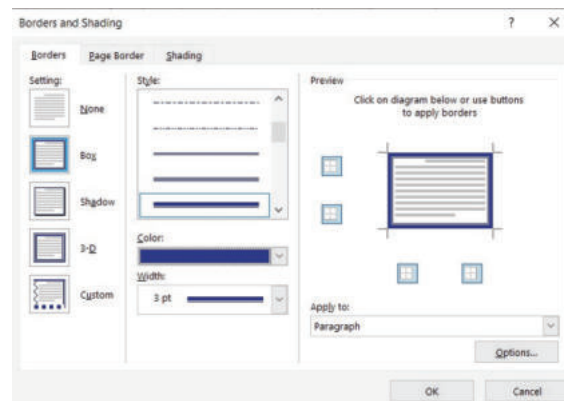 Borders and Shading ? ×
Borders Page Border Shading
Setting:
None
Box
Shadow
3-D
Custom
Style:
Color:
Width:
3 pt
Preview
Click on diagram below or use buttons
to apply borders
Apply to:
Paragraph
Options...
OK Cancel